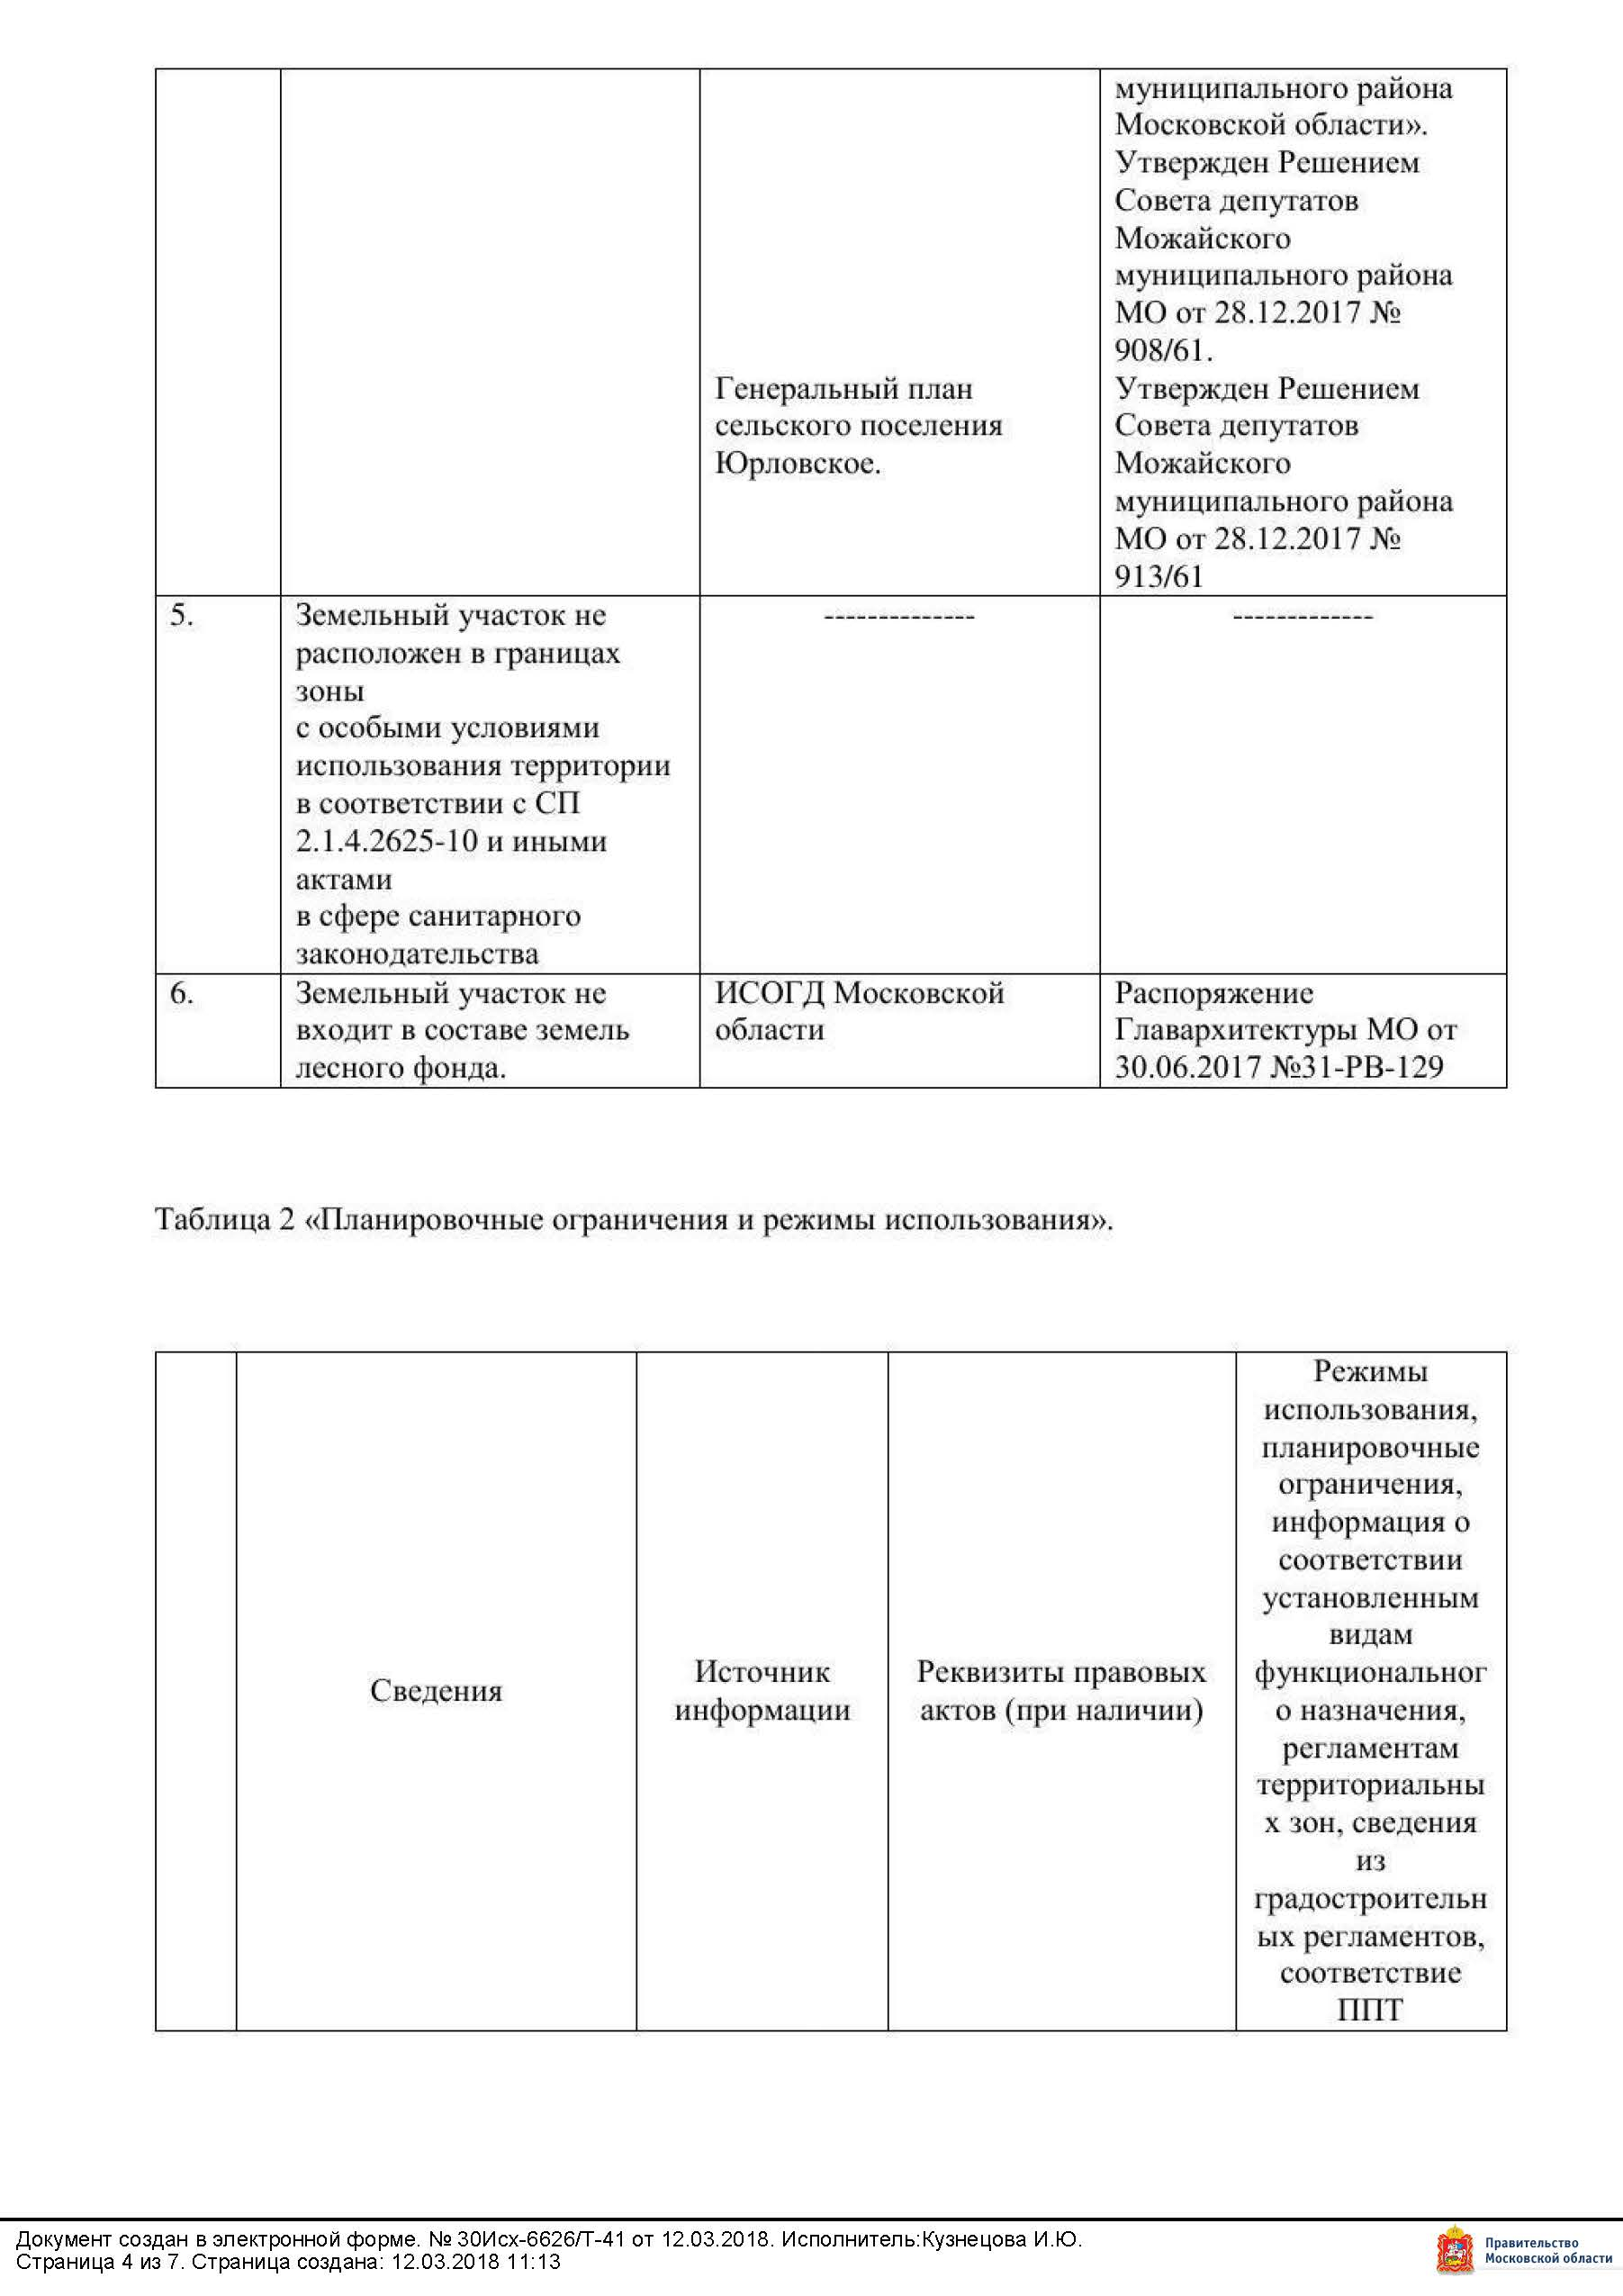 муниципального района
Московской области».
Утвержден Решением
Совета депутатов
Можайского
муниципального района
МО от 28.12.2017 №
908/61.
Генеральный план
сельского поселения
Юрловское.
Утвержден Решением
Совета депутатов
Можайского
муниципального района
МО от 28.12.2017 №
913/61
5.
Земельный участок не
расположен в границах
зоны
с особыми условиями
использования территории
в соответствии с СП
2.1.4.2625-10 и иными
актами
в сфере санитарного
законодательства
--------------
-------------
6.
Земельный участок не
входит в составе земель
лесного фонда.
ИСОГД Московской
области
Распоряжение
Главархитектуры МО от
30.06.2017 №31-РВ-129
Таблица 2 «Планировочные ограничения и режимы использования».
Сведения
Источник
информации
Реквизиты правовых
актов (при наличии)
Режимы
использования,
планировочные
ограничения,
информация о
соответствии
установленным
видам
функциональног
о назначения,
регламентам
территориальны
х зон, сведения
из
градостроительн
ых регламентов,
соответствие
ППТ
Документ создан в электронной форме. № 30Исх-6626/Т-41 от 12.03.2018. Исполнитель:Кузнецова И.Ю.
Страница 4 из 7. Страница создана: 12.03.2018 11:13
Правительство
Московской области